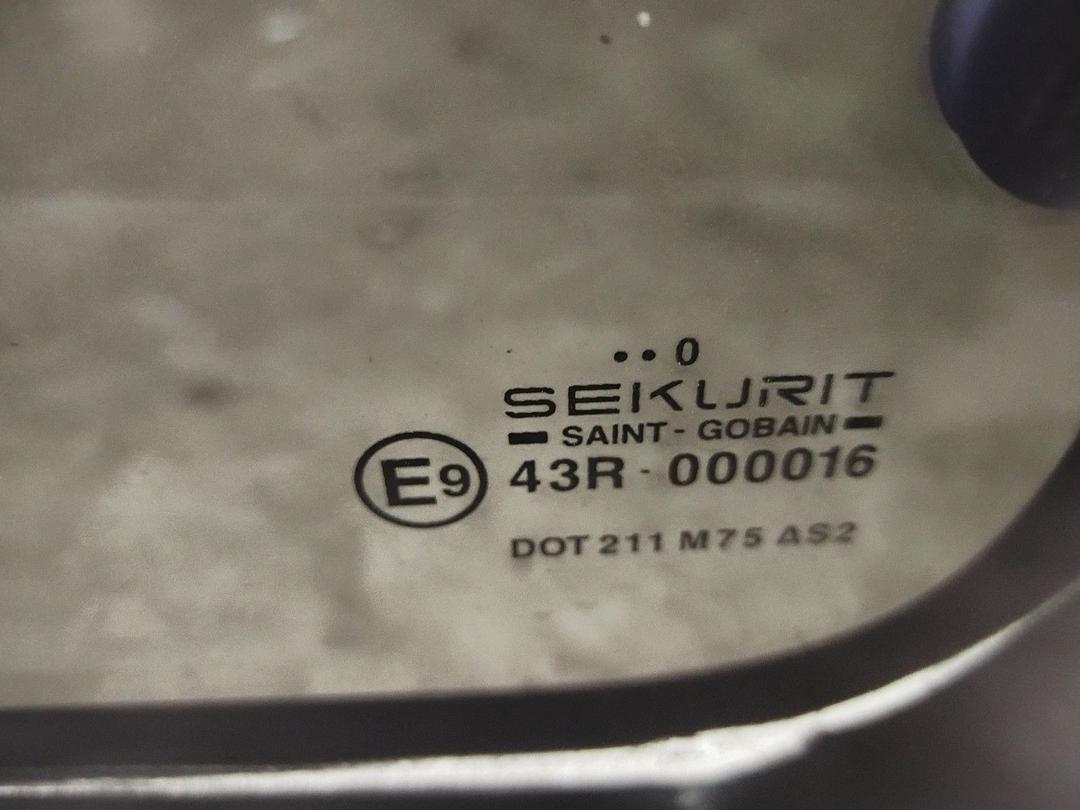 •• 0
SEKURIT
SAINT-GOBAIN
E9 43R - 000016
DOT 211 M75 AS2